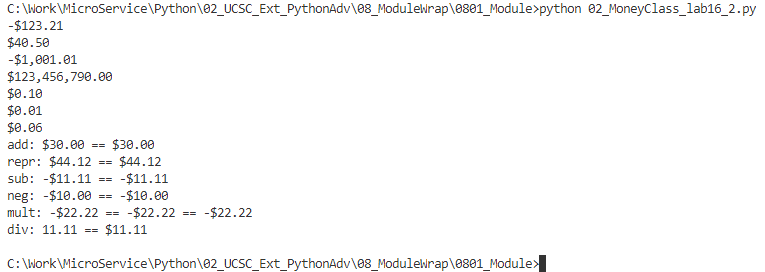 C:\Work\MicroService\Python\02_UCSC_Ext_PythonAdv\08_ModuleWrap\0801_Module>python 02_MoneyClass_lab16_2.py
-$123.21
$40.50
-$1,001.01
$123,456,790.00
$0.10
$0.01
$0.06
add: $30.00 == $30.00
repr: $44.12 == $44.12
sub: -$11.11 == -$11.11
neg: -$10.00 == -$10.00
mult: -$22.22 == -$22.22 == -$22.22
div: 11.11 == $11.11
C:\Work\MicroService\Python\02_UCSC_Ext_PythonAdv\08_ModuleWrap\0801_Module>